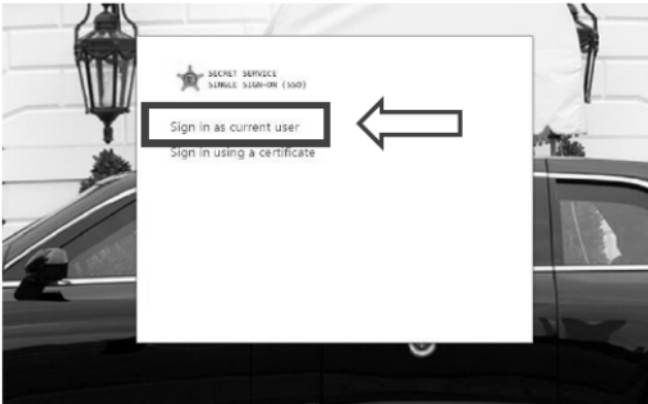 SECRET SERVICE
SINGLE SIGN-ON (SSO)
Sign in as current user
Sign in using a certificate